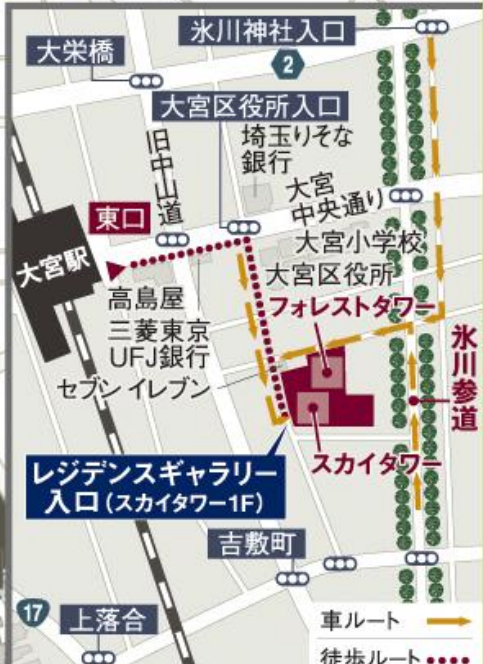 氷川神社入口
大栄橋
2
大宮区役所入口
埼玉りそな
銀行
旧中山道
大宮
中央通り
東口
大宮小学校
大宮駅
大宮区役所
高島屋
フォレストタワー
三菱東京
UFJ銀行
セブン イレブン
氷川参道
スカイタワー
レジデンスギャラリー
入口(スカイタワー1F)
吉敷町
17
上落合
車ルート
徒歩ルート